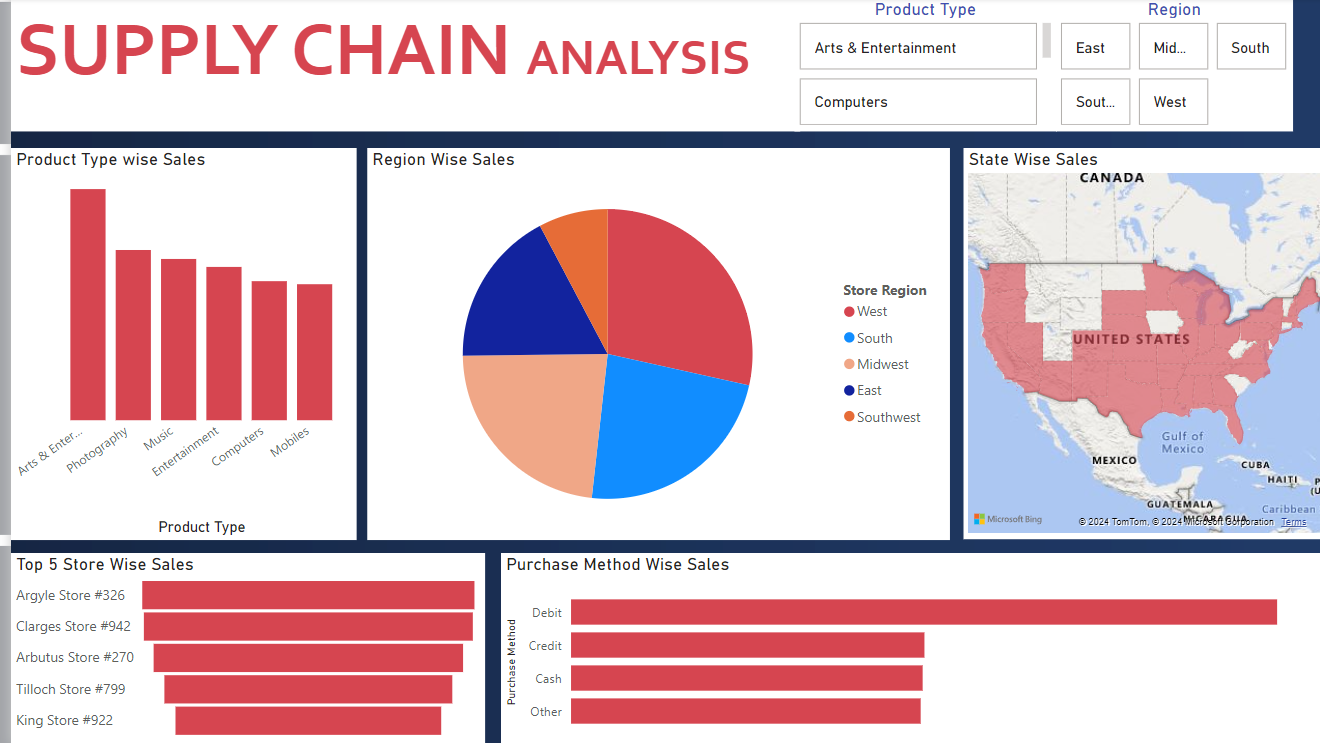 SUPPLY CHAIN ANALYSIS
Product Type
Arts & Entertainment
Computers
Region
East
Mid...
South
Sout...
West
Product Type wise Sales
Arts & Enter...
Photography
Music
Entertainment
Computers
Mobiles
Product Type
Region Wise Sales
Store Region
West
South
Midwest
East
Southwest
State Wise Sales
CANADA
UNITED STATES
Gulf of
Mexico
MEXICO
CUBA
HAITI
P
(U
GUATEMALA
Caribbean
NICARAGUA
Microsoft Bing
© 2024 TomTom, © 2024 Microsoft Corporation Terms
Top 5 Store Wise Sales
Argyle Store #326
Clarges Store #942
Arbutus Store #270
Tilloch Store #799
King Store #922
Purchase Method Wise Sales
Purchase Method
Debit
Credit
Cash
Other